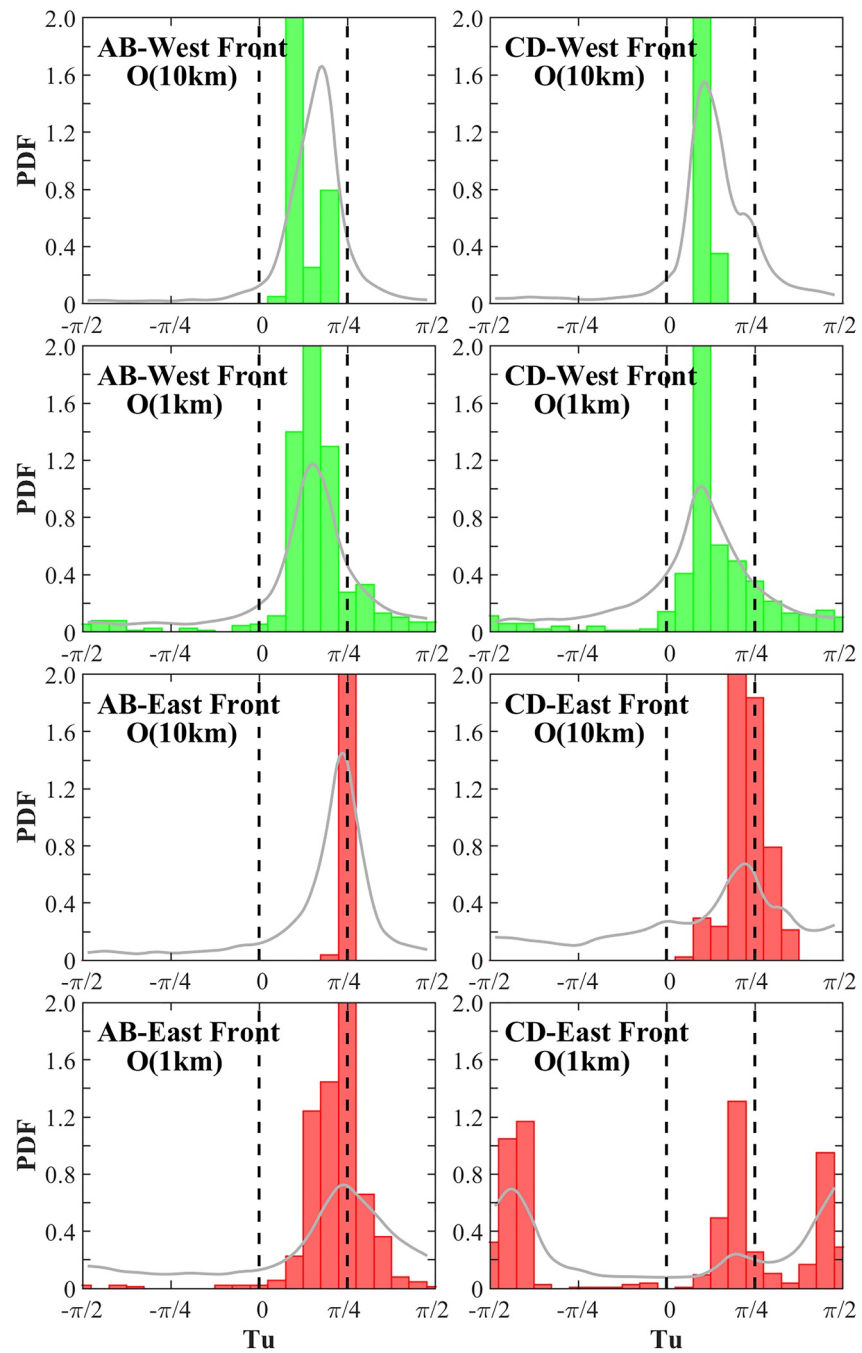 AB-West Front
O(10km)
PDF
2.0
1.6
1.2
0.8
0.4
0
-π/2
-π/4
0
π/4
π/2
CD-West Front
O(10km)
2.0
1.6
1.2
0.8
0.4
0
-π/2
-π/4
0
π/4
π/2
AB-West Front
O(1km)
PDF
2.0
1.6
1.2
0.8
0.4
0
-π/2
-π/4
0
π/4
π/2
CD-West Front
O(1km)
2.0
1.6
1.2
0.8
0.4
0
-π/2
-π/4
0
π/4
π/2
AB-East Front
O(10km)
PDF
2.0
1.6
1.2
0.8
0.4
0
-π/2
-π/4
0
π/4
π/2
CD-East Front
O(10km)
2.0
1.6
1.2
0.8
0.4
0
-π/2
-π/4
0
π/4
π/2
AB-East Front
O(1km)
PDF
2.0
1.6
1.2
0.8
0.4
0
-π/2
-π/4
0
π/4
π/2
Tu
CD-East Front
O(1km)
2.0
1.6
1.2
0.8
0.4
0
-π/2
-π/4
0
π/4
π/2
Tu